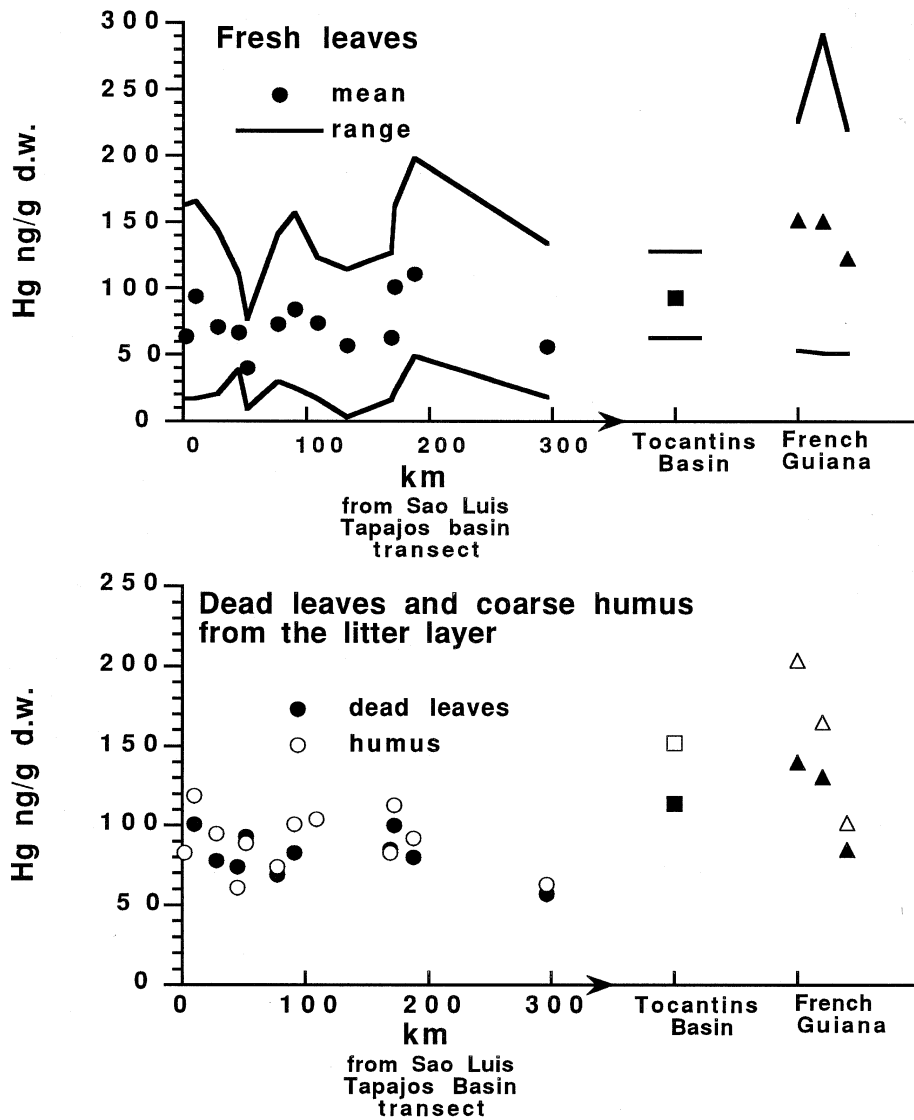 300
Fresh leaves
250
mean
range
200
150
100
50
0
Hg ng/g d.w.
0 100 200 300
Tocantins
Basin
French
Guiana
km
from Sao Luis
Tapajos basin
transect
250
Dead leaves and coarse humus
from the litter layer
200
dead leaves
humus
150
100
50
0
Hg ng/g d.w.
0 100 200 300
Tocantins
Basin
French
Guiana
km
from Sao Luis
Tapajos Basin
transect